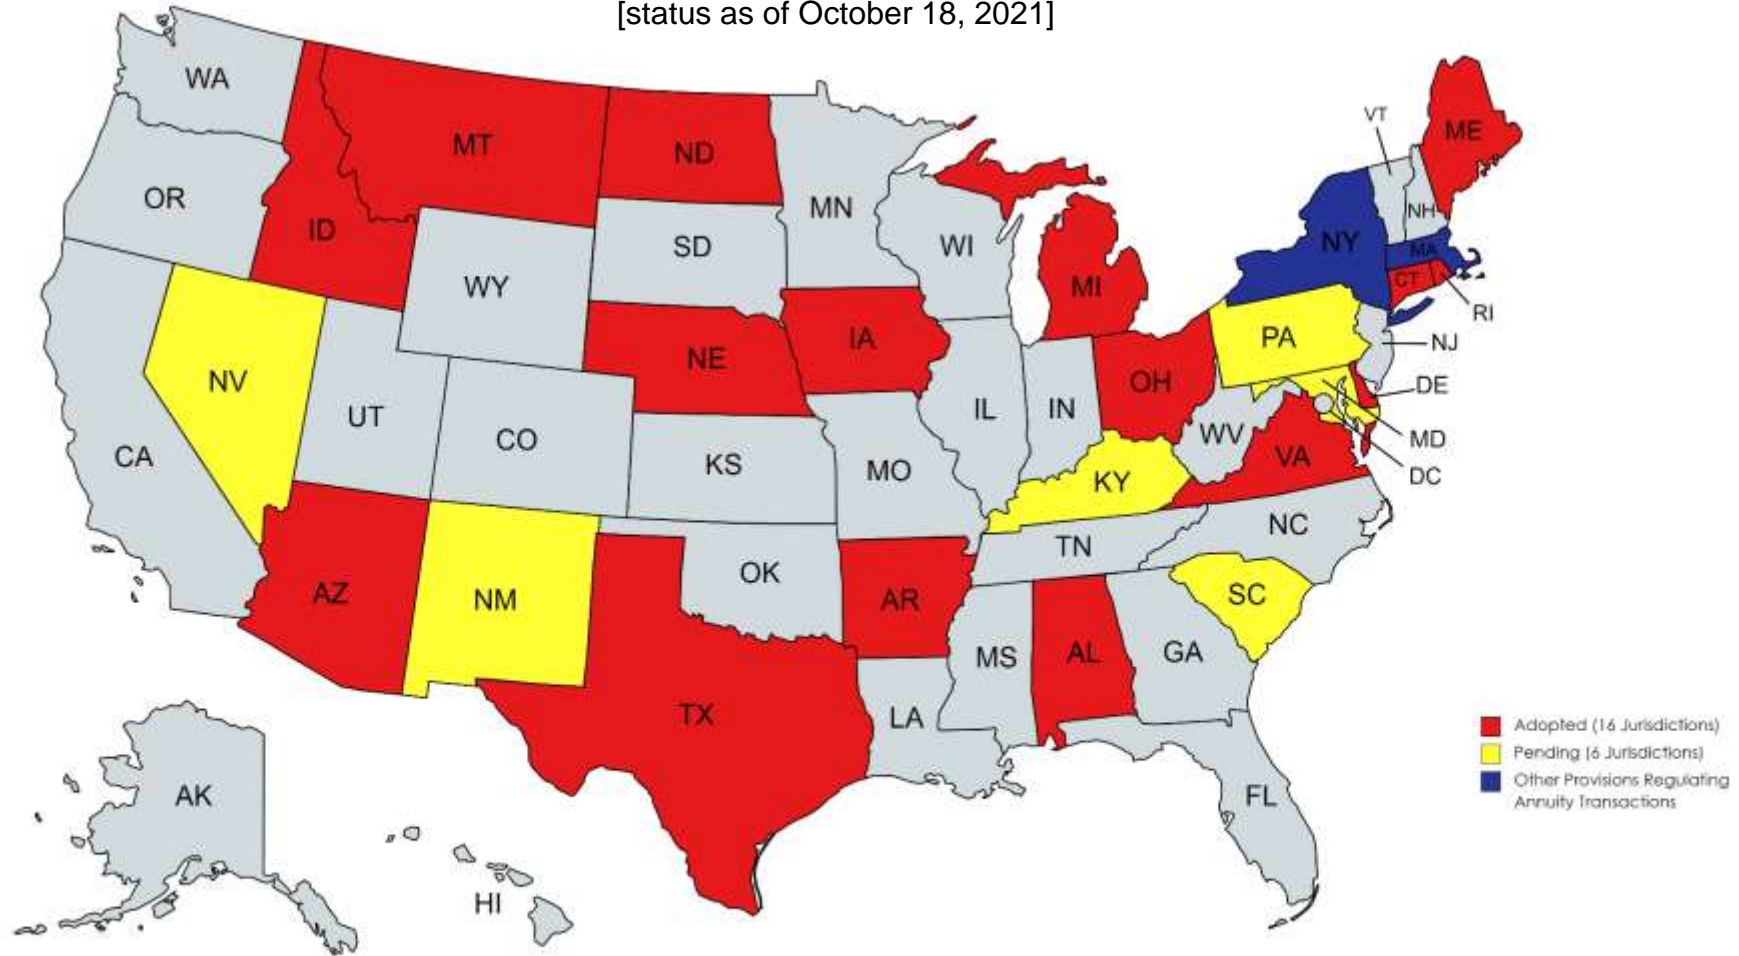 [status as of October 18, 2021]
WA
MT
ND
ME
VT
OR
ID
MN
NH
SD
WI
NY
MA
WY
CT
MI
RI
IA
PA
NE
NJ
NV
OH
DE
UT
IL
IN
CO
WV
MD
CA
KS
MO
VA
DC
KY
NC
TN
OK
AZ
NM
AR
SC
MS
AL
GA
TX
LA
Adopted (16 Jurisdictions)
Pending (6 Jurisdictions)
Other Provisions Regulating
Annuity Transactions
AK
FL
HI